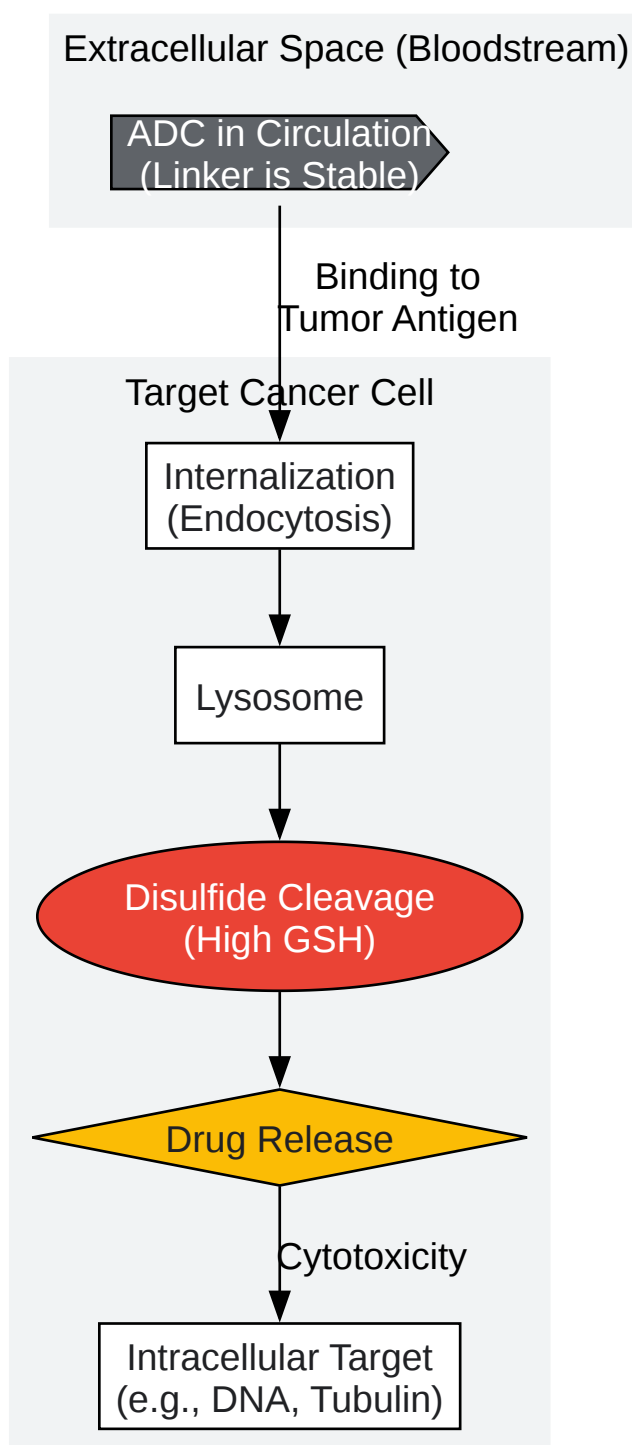 Extracellular Space (Bloodstream)
ADC in Circulation
(Linker is Stable)
Binding to
Tumor Antigen
Target Cancer Cell
Internalization
(Endocytosis)
Lysosome
Disulfide Cleavage
(High GSH)
Drug Release
Cytotoxicity
Intracellular Target
(e.g., DNA, Tubulin)